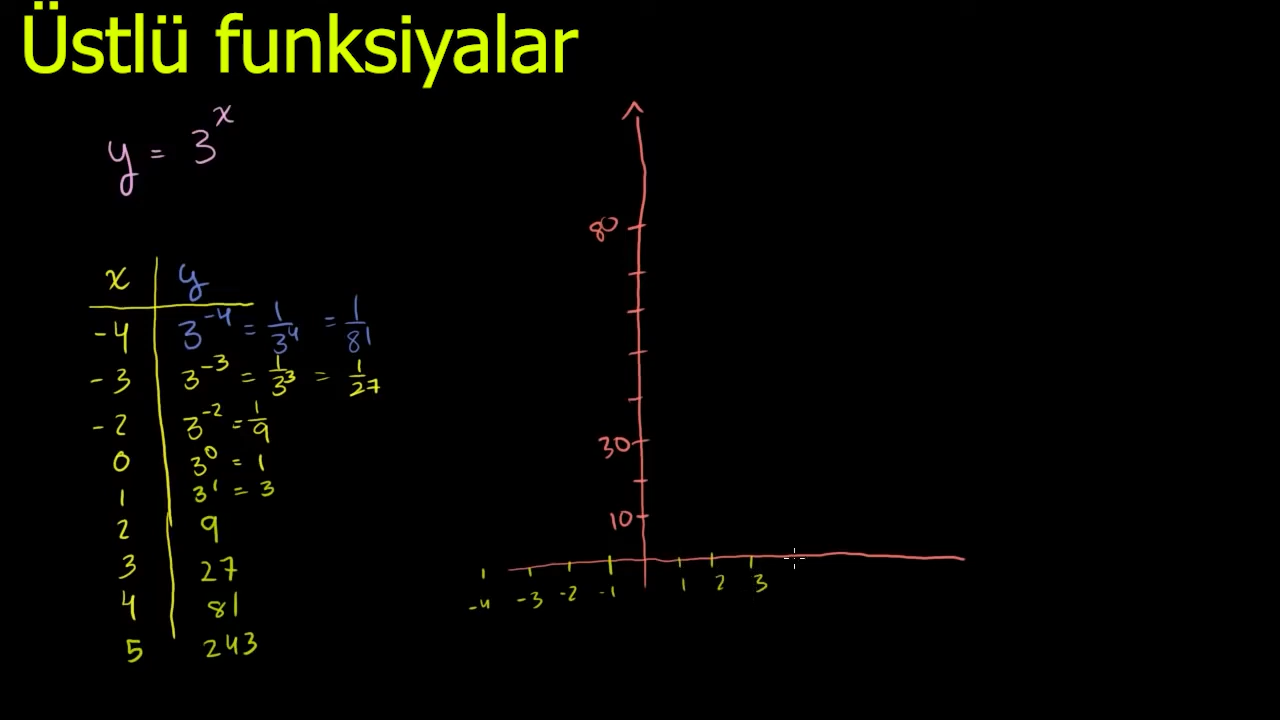 Üstlü funksiyalar
y = 3^x
x y
-4 3^-4 = 1/3^4 = 1/81
-3 3^-3 = 1/3^3 = 1/27
-2 3^-2 = 1/9
0 3^0 = 1
1 3^1 = 3
2 9
3 27
4 81
5 243
80
30
10
-4 -3 -2 -1 1 2 3